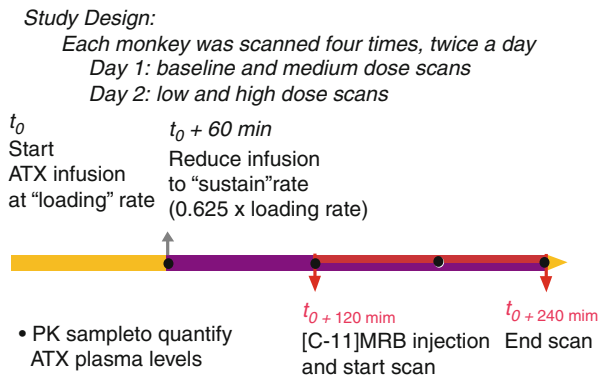 Study Design:
Each monkey was scanned four times, twice a day
Day 1: baseline and medium dose scans
Day 2: low and high dose scans
t0
Start
ATX infusion
at “loading” rate
t0 + 60 min
Reduce infusion
to “sustain”rate
(0.625 x loading rate)
t0 + 120 mim
[C-11]MRB injection
and start scan
t0 + 240 mim
End scan
• PK sampleto quantify
ATX plasma levels